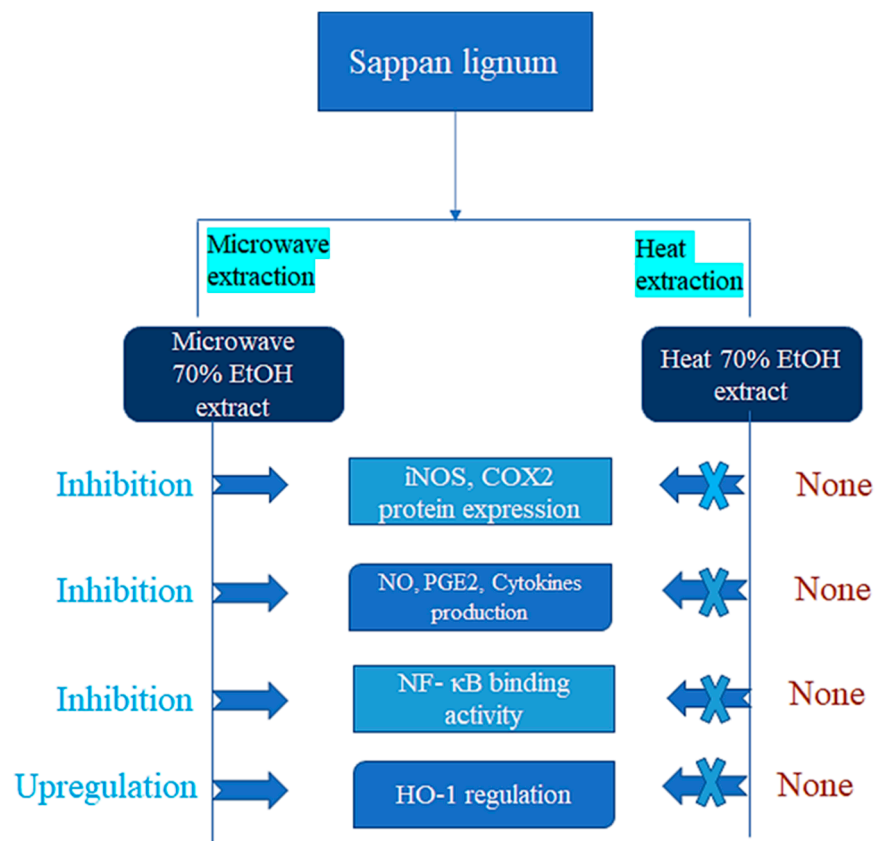 Sappan lignum
Microwave
extraction
Heat
extraction
Microwave
70% EtOH
extract
Heat 70% EtOH
extract
Inhibition
iNOS, COX2
protein expression
None
Inhibition
NO, PGE2, Cytokines
production
None
Inhibition
NF- κB binding
activity
None
Upregulation
HO-1 regulation
None